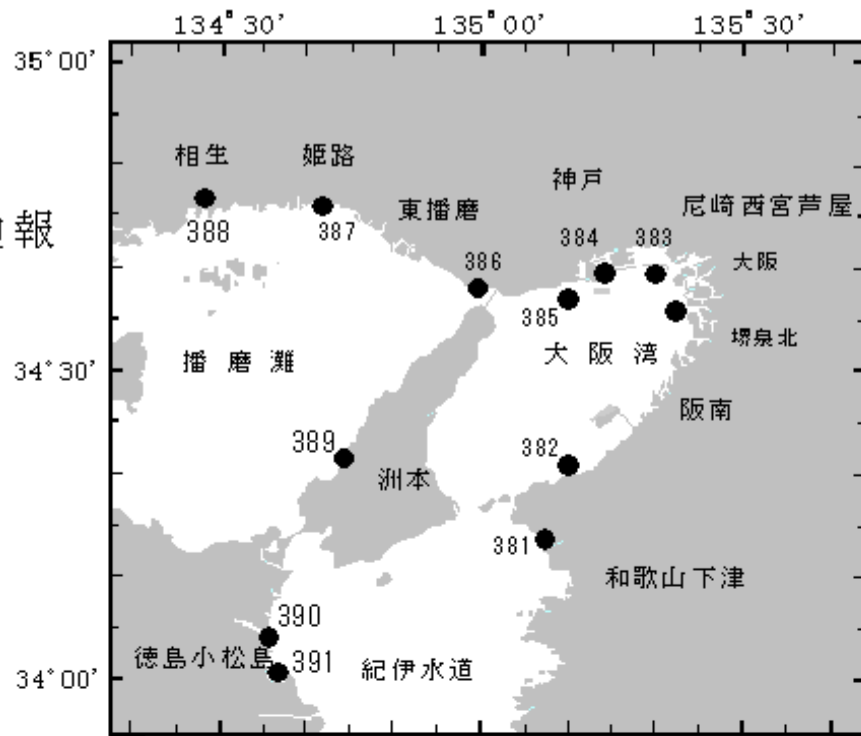 134°30' 135°00' 135°30'
35°00'
相生 姫路 神戸
388 387 東播磨 尼崎西宮芦屋
報
386 384 383 大阪
385
播磨灘 大阪湾 堺泉北
34°30'
阪南
389 382
洲本
381
和歌山下津
390
徳島小松島 391 紀伊水道
34°00'